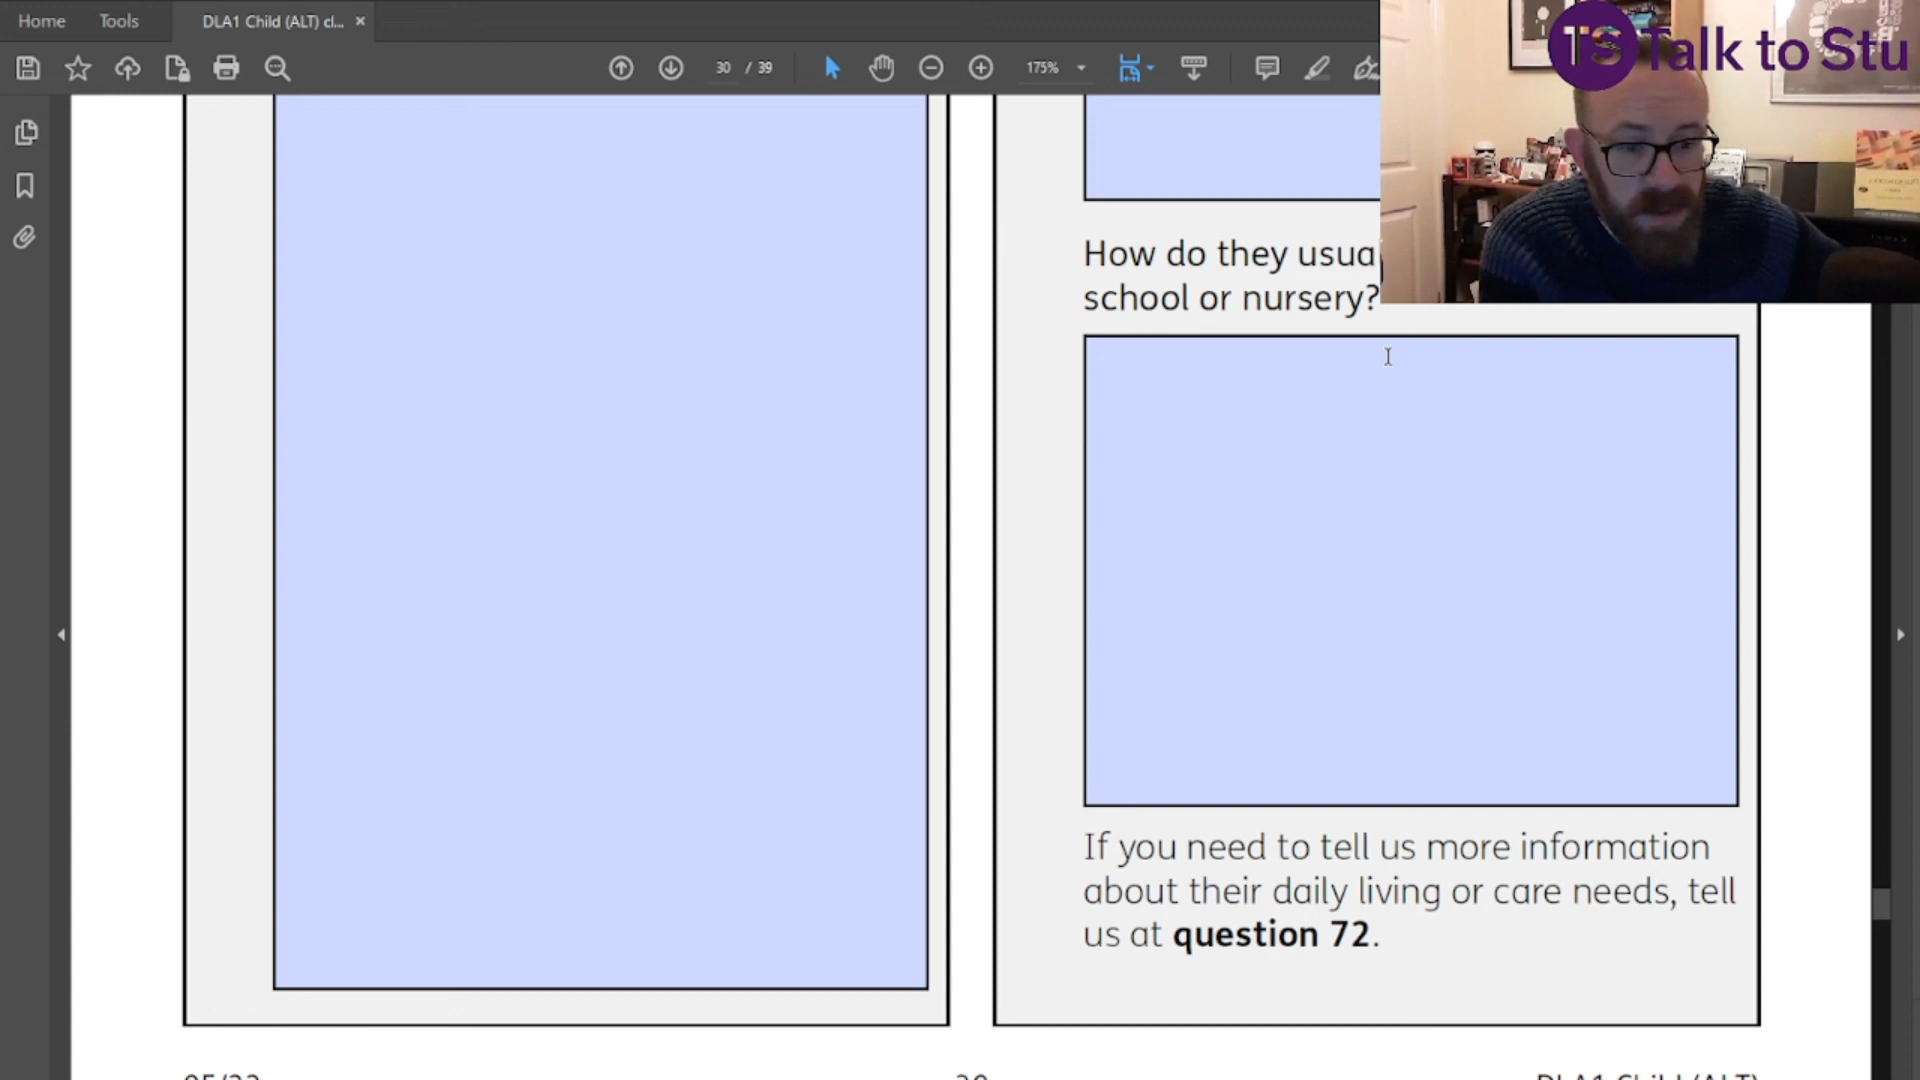 Home
Tools
DLA1 Child (ALT) cl... ×
30 / 39
175%
TS Talk to Stu
How do they usua
school or nursery?
If you need to tell us more information
about their daily living or care needs, tell
us at question 72.